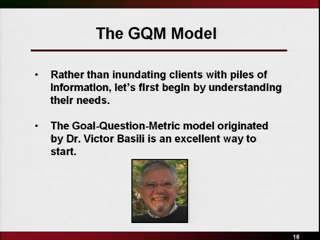 The GQM Model
• Rather than inundating clients with piles of
information, let's first begin by understanding
their needs.
• The Goal-Question-Metric model originated
by Dr. Victor Basili is an excellent way to
start.
16